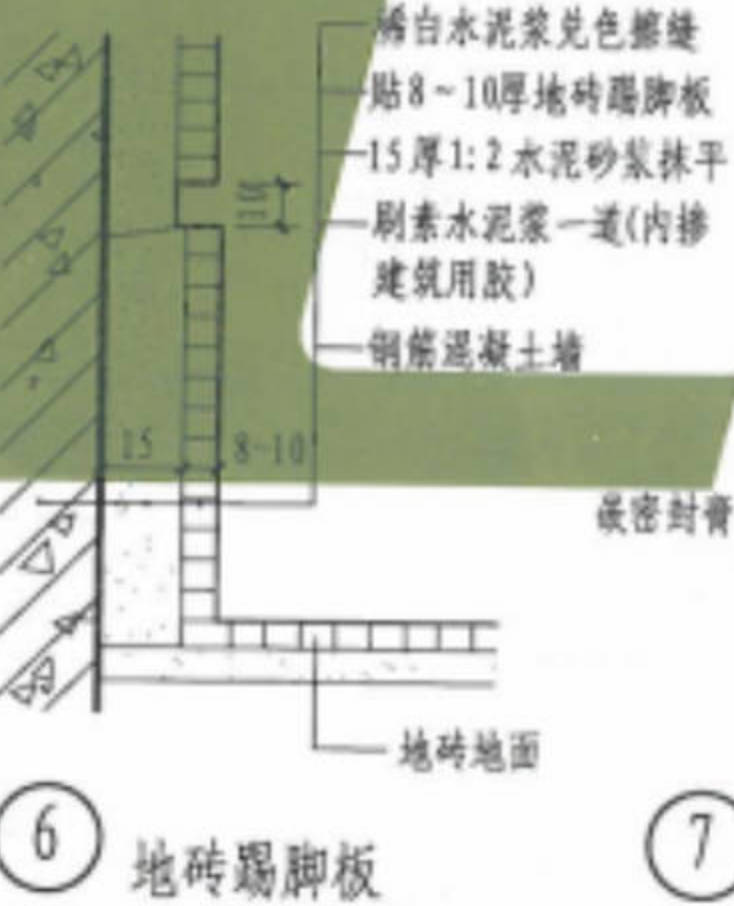 稀白水泥浆兑色擦缝
贴8~10厚地砖踢脚板
15厚1:2水泥砂浆抹平
刷素水泥浆一道(内掺
建筑用胶)
钢筋混凝土墙
15
8~10
嵌密封膏
地砖地面
6
地砖踢脚板
7